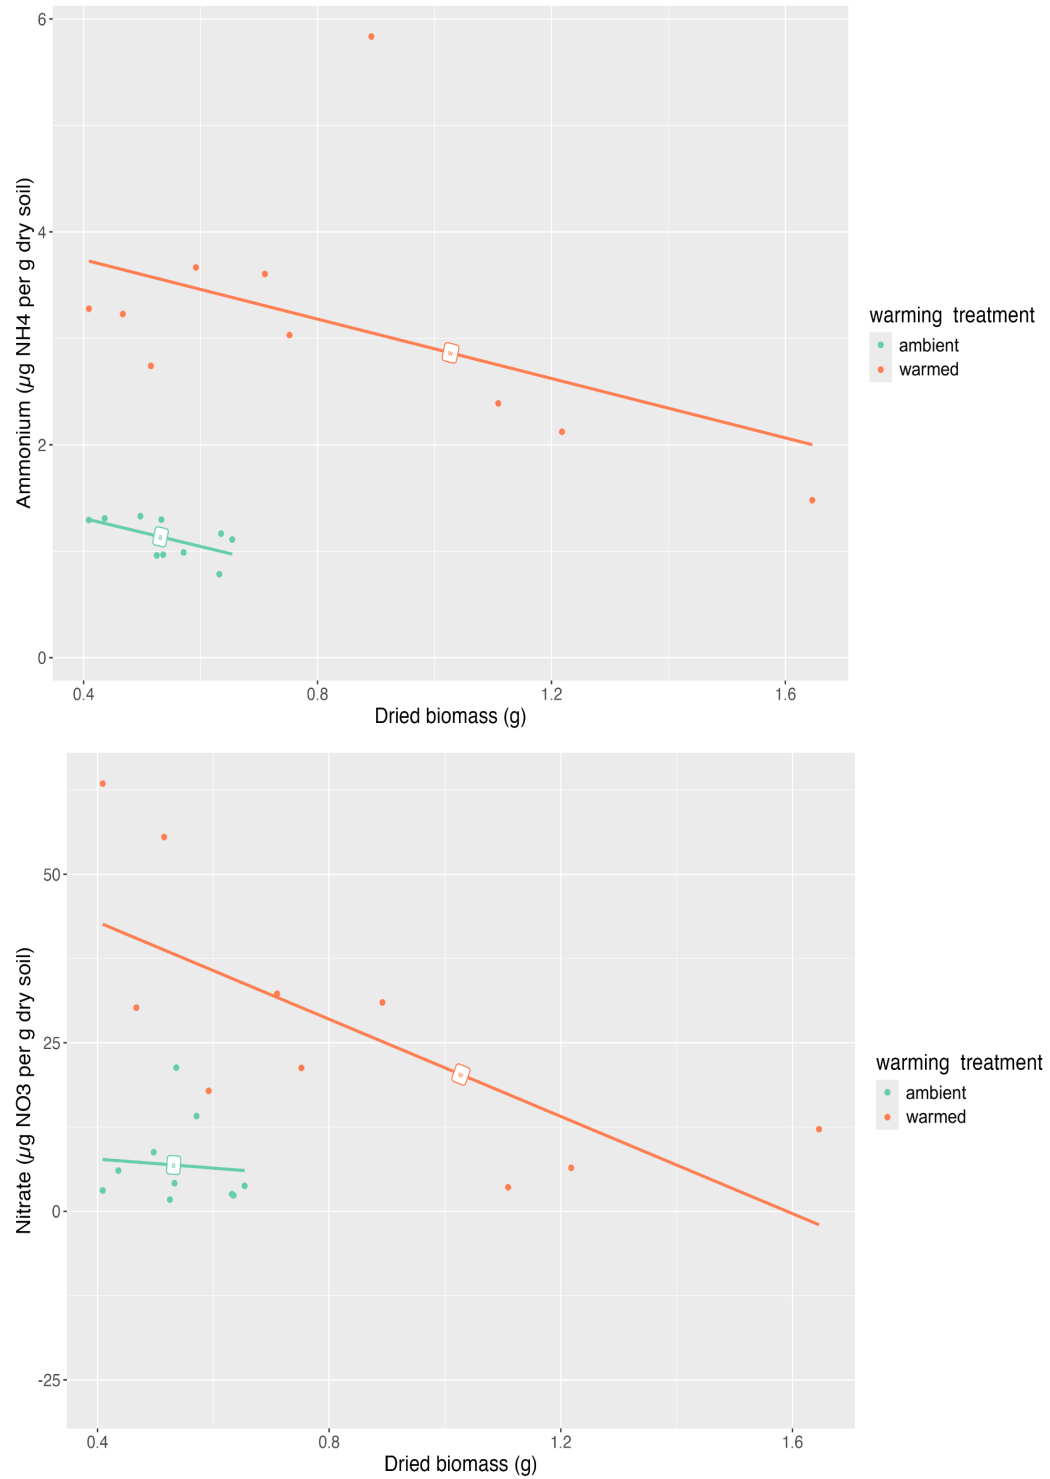 Ammonium (µg NH4 per g dry soil)
6
4
2
0
w
a
0.4 0.8 1.2 1.6
Dried biomass (g)
warming treatment
ambient
warmed
Nitrate (µg NO3 per g dry soil)
50
25
0
-25
w
a
0.4 0.8 1.2 1.6
Dried biomass (g)
warming treatment
ambient
warmed